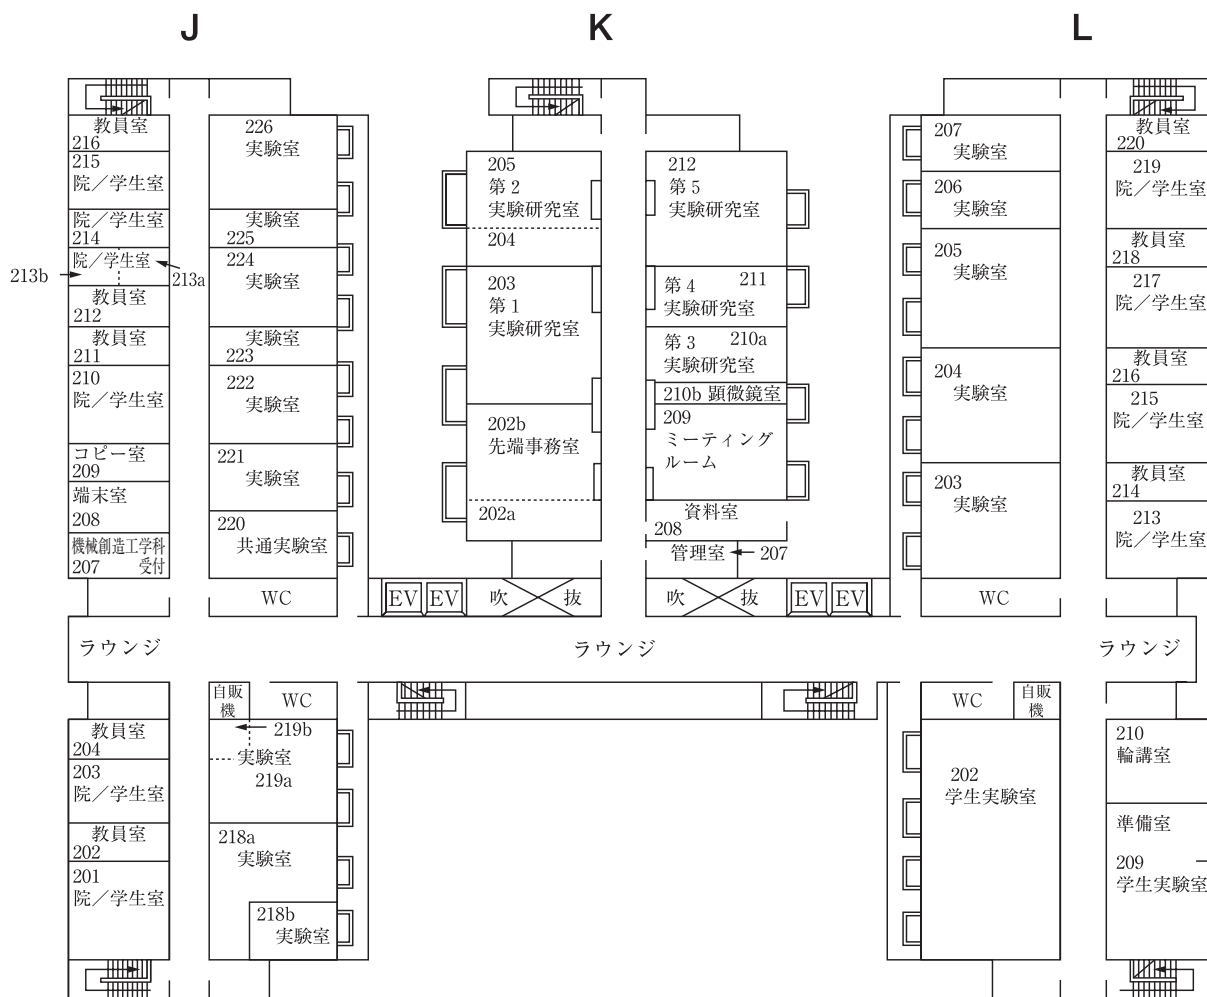 J
K
L
教員室
216
215
院／学生室
院／学生室
214
院／学生室
213b
213a
教員室
212
教員室
211
210
院／学生室
コピー室
209
端末室
208
機械創造工学科
207 受付
226
実験室
実験室
225
224
実験室
実験室
223
222
実験室
221
実験室
220
共通実験室
WC
205
第2
実験研究室
204
203
第1
実験研究室
202b
先端事務室
202a
212
第5
実験研究室
第4 211
実験研究室
第3 210a
実験研究室
210b 顕微鏡室
209
ミーティング
ルーム
資料室
208
管理室
207
EV EV
吹 抜
吹 抜
EV EV
207
実験室
206
実験室
205
実験室
204
実験室
203
実験室
WC
教員室
220
219
院／学生室
教員室
218
217
院／学生室
教員室
216
215
院／学生室
教員室
214
213
院／学生室
ラウンジ
ラウンジ
ラウンジ
教員室
204
203
院／学生室
教員室
202
201
院／学生室
自販
機
WC
219b
実験室
219a
218a
実験室
218b
実験室
WC
自販
機
202
学生実験室
210
輪講室
準備室
209
学生実験室